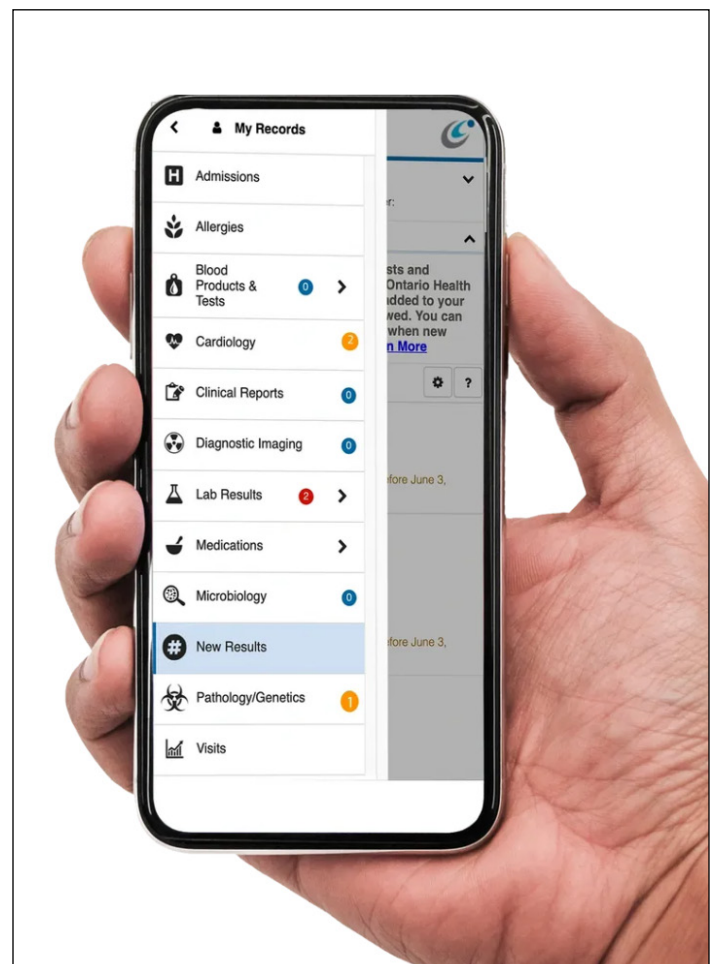 My Records
Admissions
r:
Allergies
Blood
Products &
Tests
0
sts and
Ontario Health
dded to your
wed. You can
when new
n More
Cardiology
2
?
Clinical Reports
0
Diagnostic Imaging
0
Lab Results
2
efore June 3,
Medications
Microbiology
0
# New Results
efore June 3,
Pathology/Genetics
1
Visits
H